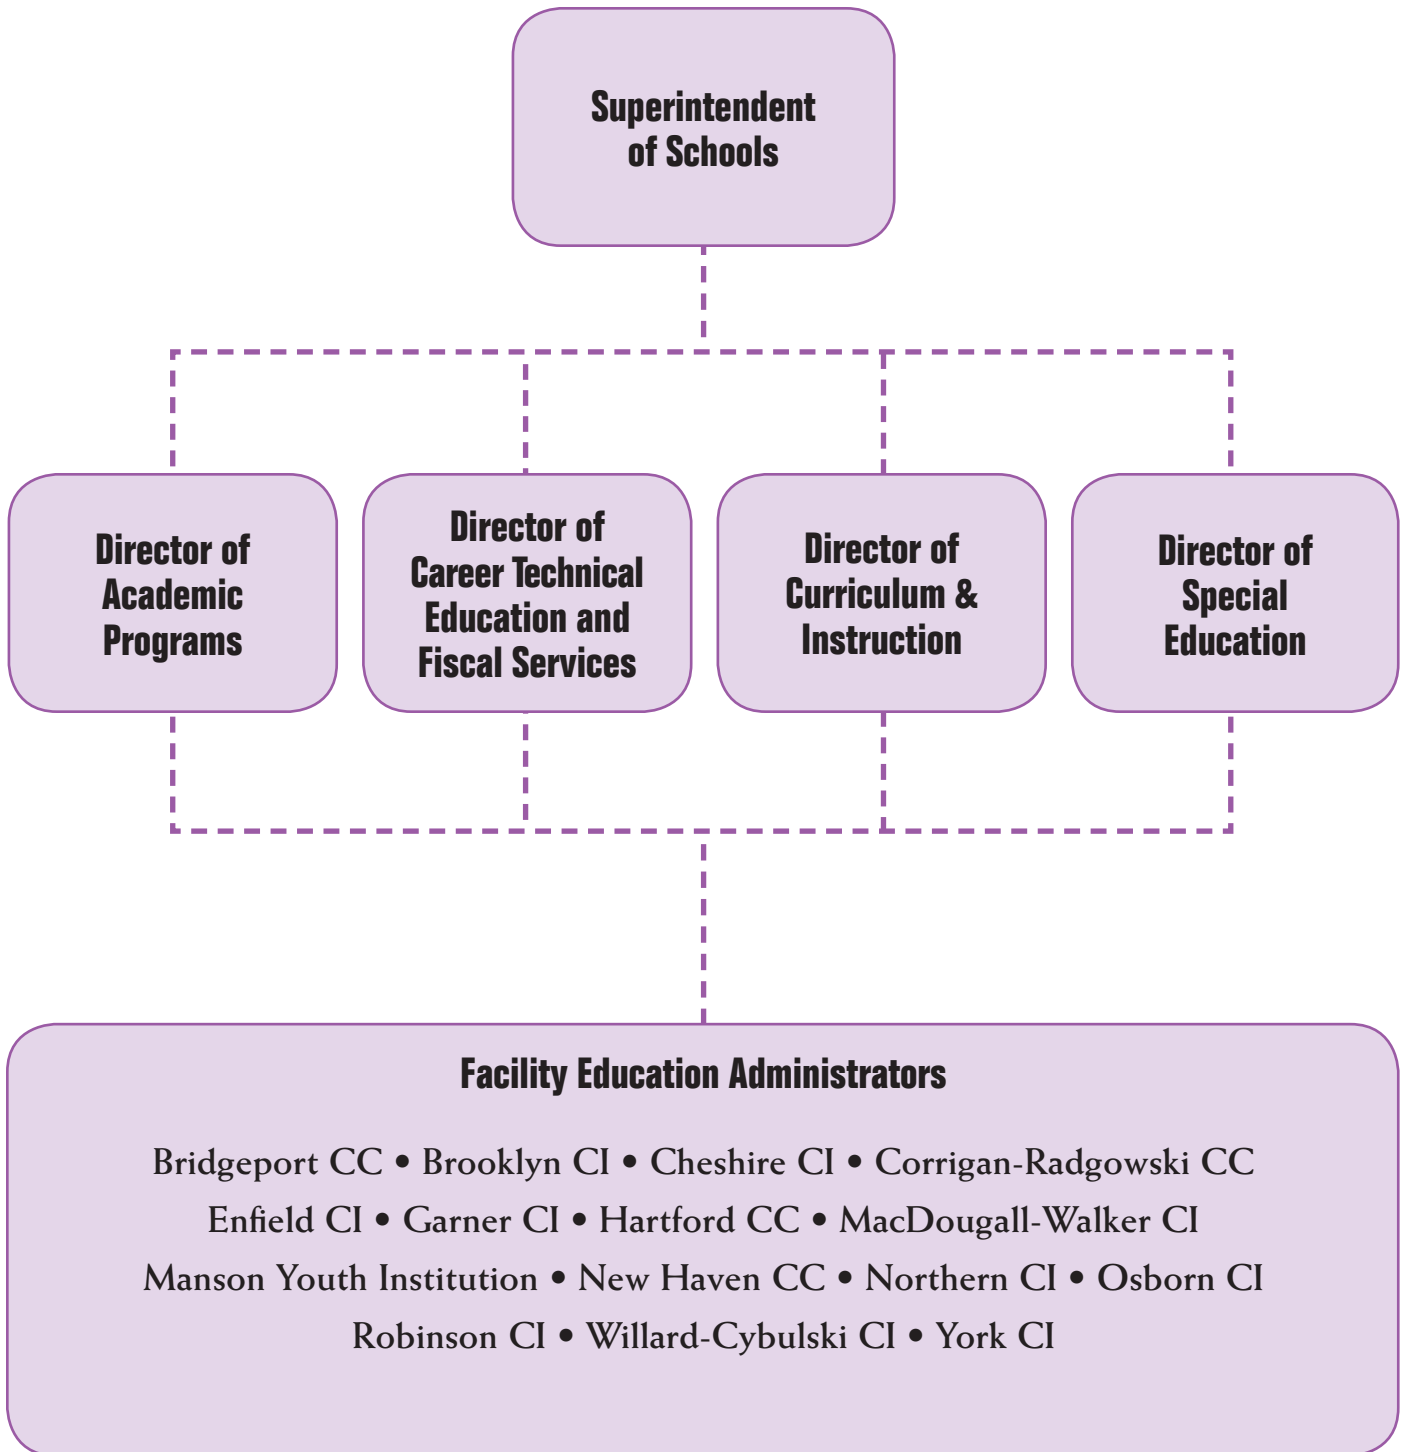 Superintendent
of Schools
Director of
Academic
Programs
Director of
Career Technical
Education and
Fiscal Services
Director of
Curriculum &
Instruction
Director of
Special
Education
Facility Education Administrators
Bridgeport CC • Brooklyn CI • Cheshire CI • Corrigan-Radgowski CC
Enfield CI • Garner CI • Hartford CC • MacDougall-Walker CI
Manson Youth Institution • New Haven CC • Northern CI • Osborn CI
Robinson CI • Willard-Cybulski CI • York CI